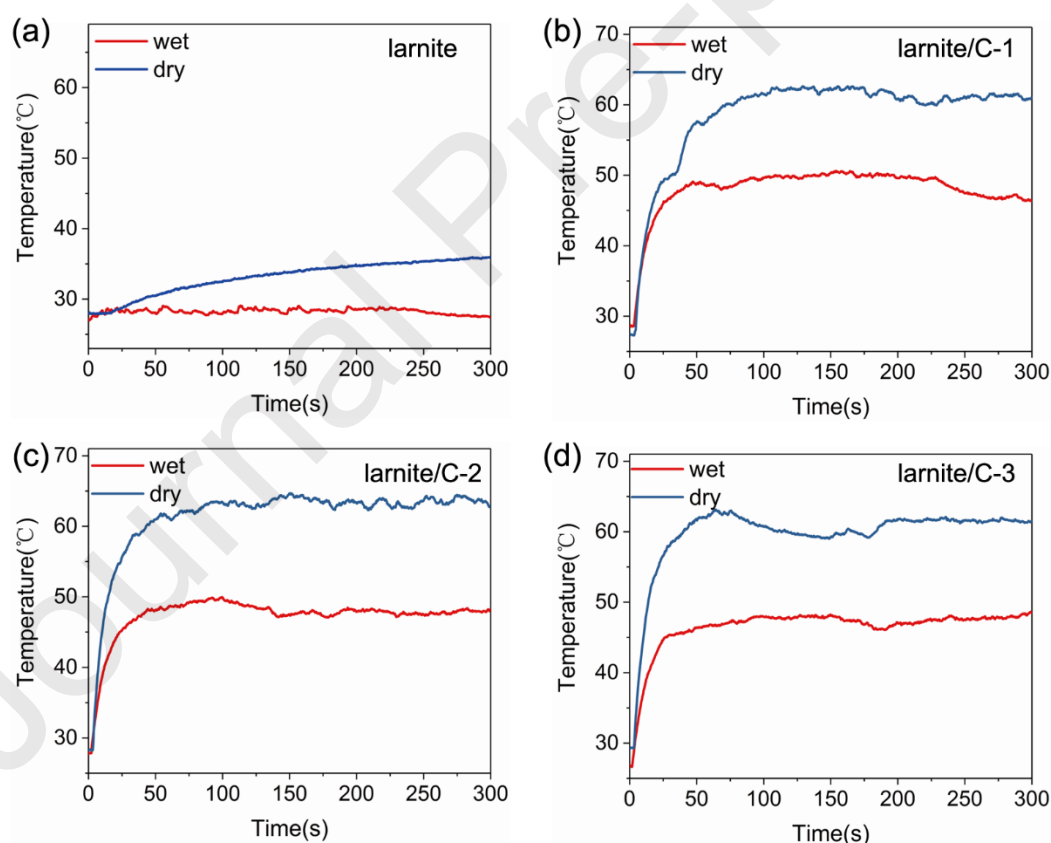 (a)
larnite
wet
dry
Temperature(℃)
60
50
40
30
0 50 100 150 200 250 300
Time(s)
(b)
larnite/C-1
wet
dry
Temperature(℃)
70
60
50
40
30
0 50 100 150 200 250 300
Time(s)
(c)
larnite/C-2
wet
dry
Temperature(℃)
70
60
50
40
30
0 50 100 150 200 250 300
Time(s)
(d)
larnite/C-3
wet
dry
Temperature(℃)
70
60
50
40
30
0 50 100 150 200 250 300
Time(s)
Journal Pre-p